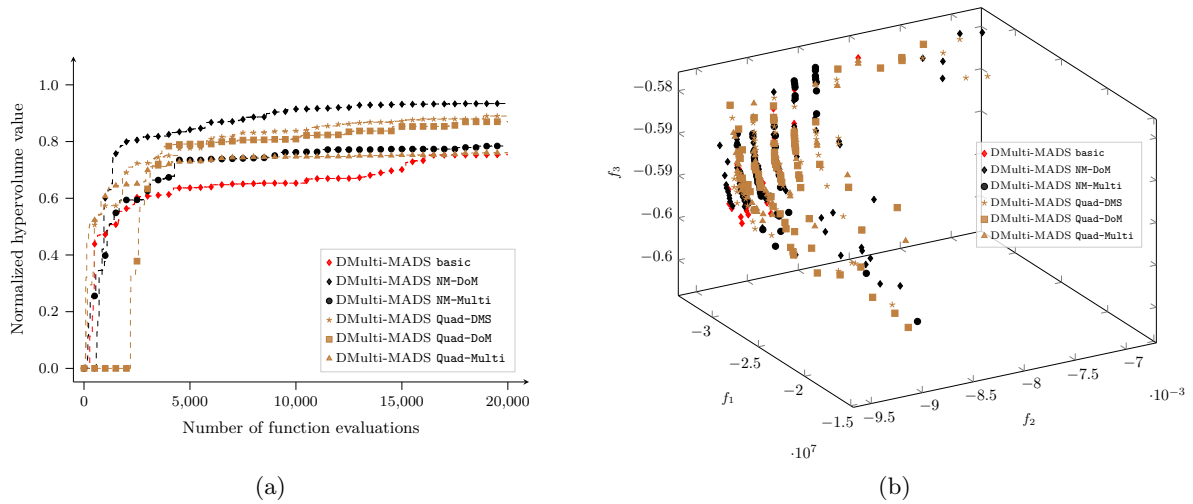 Normalized hypervolume value
1.0
0.8
0.6
0.4
0.2
0.0
0
5,000
10,000
15,000
20,000
Number of function evaluations
DMulti-MADS basic
DMulti-MADS NM-DoM
DMulti-MADS NM-Multi
DMulti-MADS Quad-DMS
DMulti-MADS Quad-DoM
DMulti-MADS Quad-Multi
(a)
f3
−0.58
−0.59
−0.59
−0.6
−0.6
−3
−2.5
−2
−1.5
f1
·10^7
−9.5
−9
−8.5
−8
−7.5
−7
f2
·10^−3
DMulti-MADS basic
DMulti-MADS NM-DoM
DMulti-MADS NM-Multi
DMulti-MADS Quad-DMS
DMulti-MADS Quad-DoM
DMulti-MADS Quad-Multi
(b)